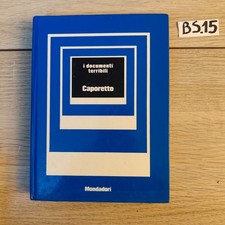 BS.15
i documenti
terribili
Caporetto
Mondadori